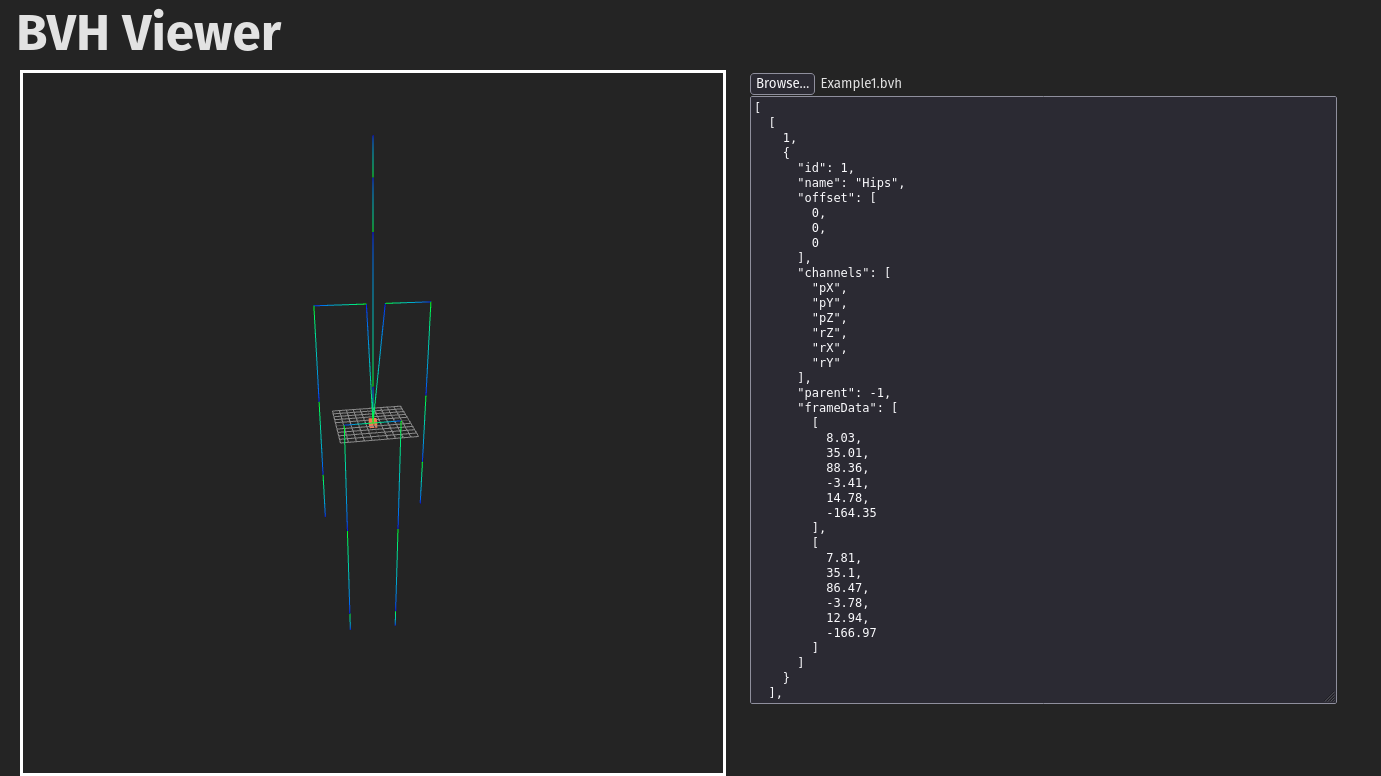 BVH Viewer
Browse... Example1.bvh
[
  [
    1,
    {
      "id": 1,
      "name": "Hips",
      "offset": [
        0,
        0,
        0
      ],
      "channels": [
        "pX",
        "pY",
        "pZ",
        "rZ",
        "rX",
        "rY"
      ],
      "parent": -1,
      "frameData": [
        [
          8.03,
          35.01,
          88.36,
          -3.41,
          14.78,
          -164.35
        ],
        [
          7.81,
          35.1,
          86.47,
          -3.78,
          12.94,
          -166.97
        ]
      ]
    }
  ],